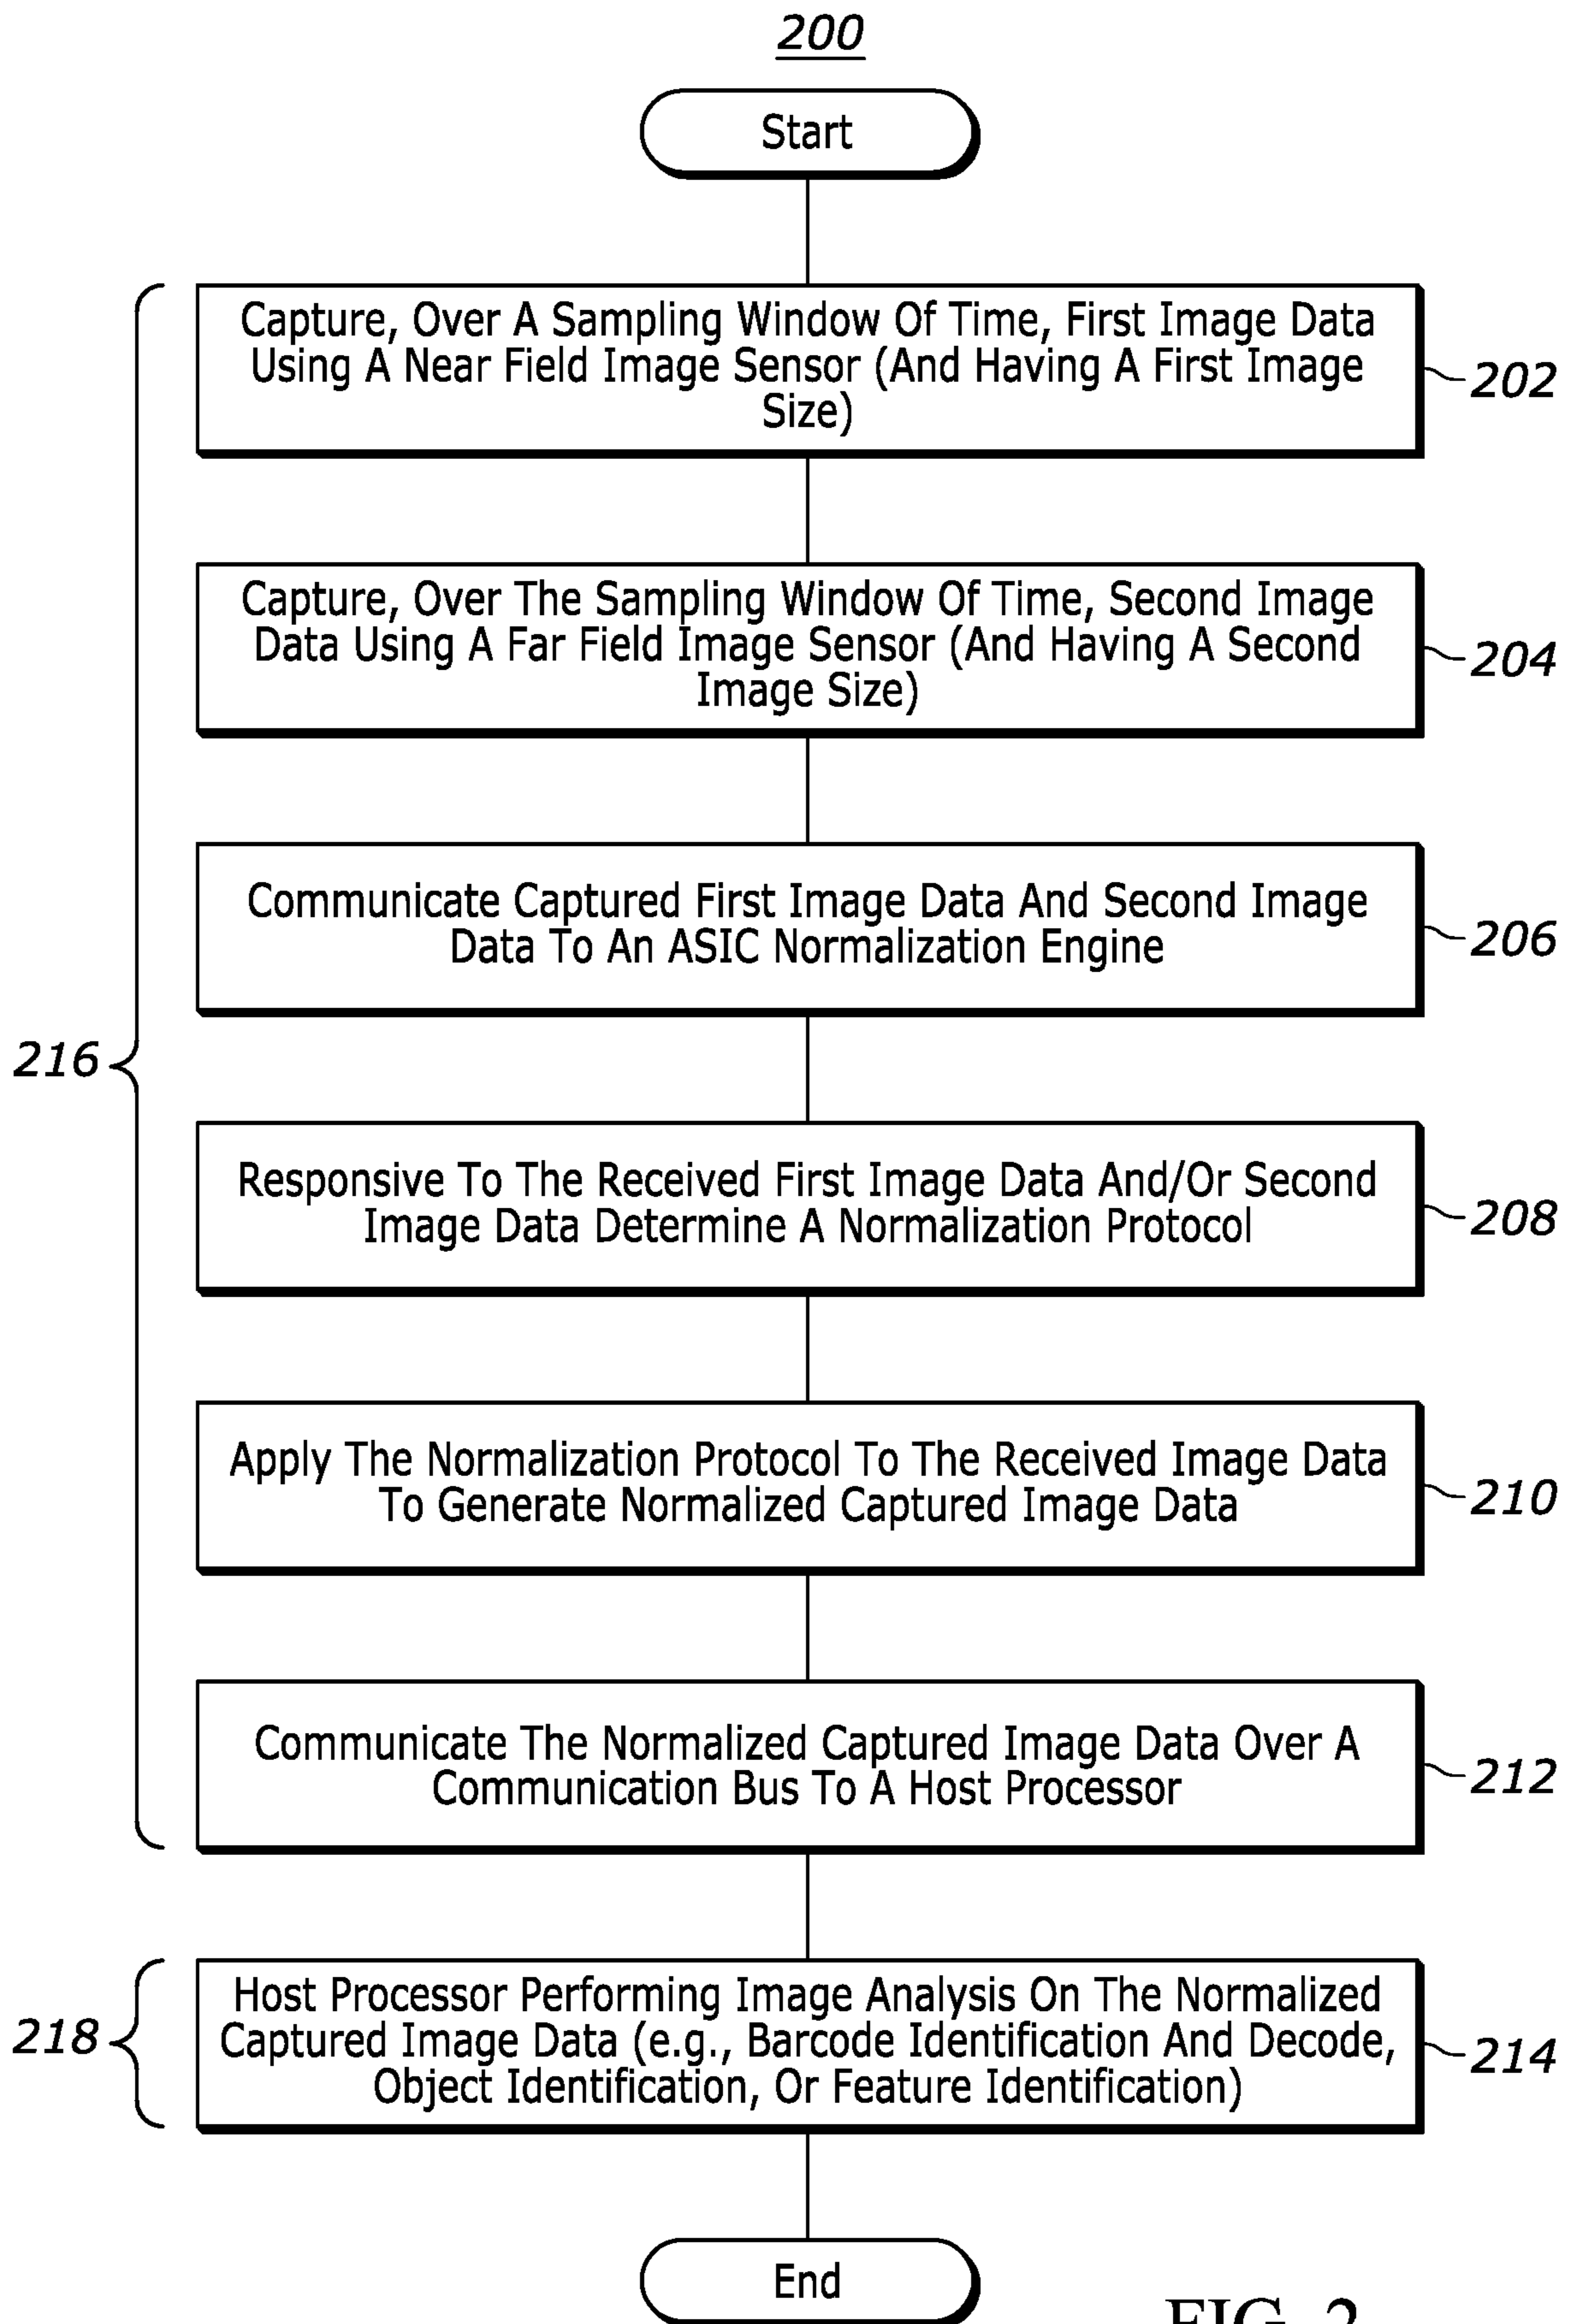 200
Start
Capture, Over A Sampling Window Of Time, First Image Data
Using A Near Field Image Sensor (And Having A First Image
Size)
202
Capture, Over The Sampling Window Of Time, Second Image
Data Using A Far Field Image Sensor (And Having A Second
Image Size)
204
Communicate Captured First Image Data And Second Image
Data To An ASIC Normalization Engine
206
216
Responsive To The Received First Image Data And/Or Second
Image Data Determine A Normalization Protocol
208
Apply The Normalization Protocol To The Received Image Data
To Generate Normalized Captured Image Data
210
Communicate The Normalized Captured Image Data Over A
Communication Bus To A Host Processor
212
218
Host Processor Performing Image Analysis On The Normalized
Captured Image Data (e.g., Barcode Identification And Decode,
Object Identification, Or Feature Identification)
214
End
FIG. 2